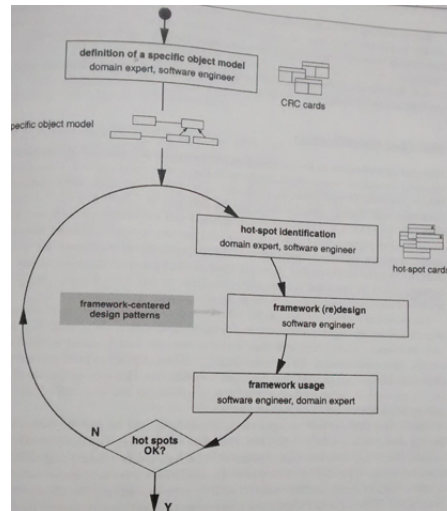 definition of a specific object model
domain expert, software engineer
CRC cards
pecific object model
hot-spot identification
domain expert, software engineer
hot-spot cards
framework-centered
design patterns
framework (re)design
software engineer
framework usage
software engineer, domain expert
N
hot spots
OK?
Y